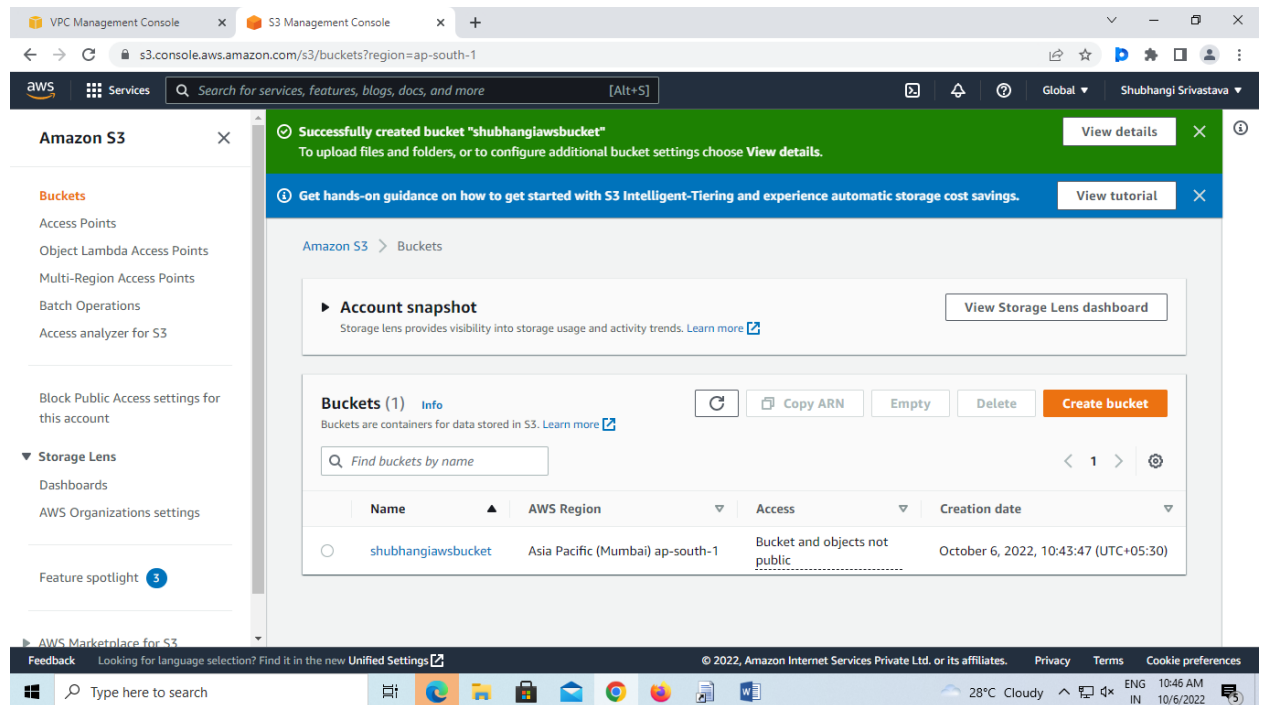 VPC Management Console
S3 Management Console
s3.console.aws.amazon.com/s3/buckets?region=ap-south-1
aws
Services
Search for services, features, blogs, docs, and more
[Alt+S]
Global
Shubhangi Srivastava
Amazon S3
Buckets
Access Points
Object Lambda Access Points
Multi-Region Access Points
Batch Operations
Access analyzer for S3
Block Public Access settings for
this account
Storage Lens
Dashboards
AWS Organizations settings
Feature spotlight 3
AWS Marketplace for S3
Successfully created bucket "shubhangiawsbucket"
To upload files and folders, or to configure additional bucket settings choose View details.
View details
Get hands-on guidance on how to get started with S3 Intelligent-Tiering and experience automatic storage cost savings.
View tutorial
Amazon S3 > Buckets
Account snapshot
Storage lens provides visibility into storage usage and activity trends. Learn more
View Storage Lens dashboard
Buckets (1) Info
Buckets are containers for data stored in S3. Learn more
Copy ARN
Empty
Delete
Create bucket
Find buckets by name
1
Name AWS Region Access Creation date
shubhangiawsbucket Asia Pacific (Mumbai) ap-south-1 Bucket and objects not October 6, 2022, 10:43:47 (UTC+05:30)
public
Feedback Looking for language selection? Find it in the new Unified Settings © 2022, Amazon Internet Services Private Ltd. or its affiliates. Privacy Terms Cookie preferences
Type here to search
28°C Cloudy
ENG
IN
10:46 AM
10/6/2022
5